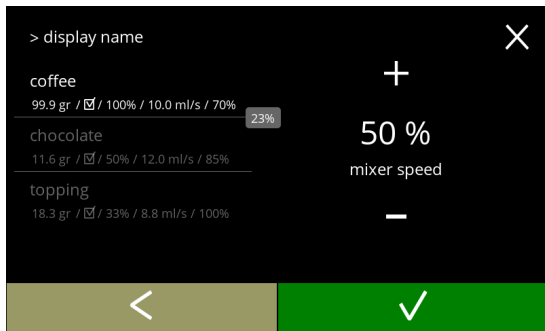 > display name
coffee
99.9 gr / ☑ / 100% / 10.0 ml/s / 70%
23%
chocolate
11.6 gr / ☑ / 50% / 12.0 ml/s / 85%
topping
18.3 gr / ☑ / 33% / 8.8 ml/s / 100%
+
50 %
mixer speed
-
<